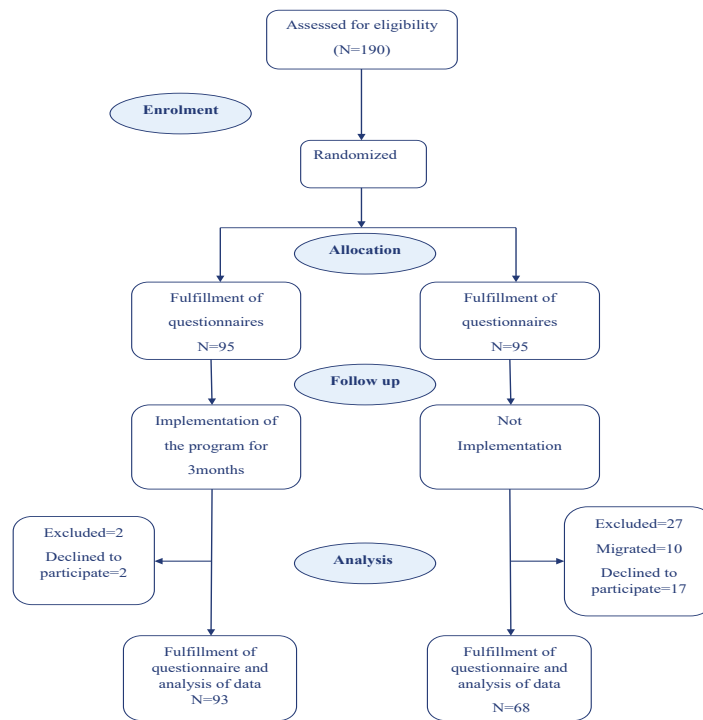 Assessed for eligibility
(N=190)
Enrolment
Randomized
Allocation
Fulfillment of
questionnaires
N=95
Fulfillment of
questionnaires
N=95
Follow up
Implementation of
the program for
3months
Not
Implementation
Excluded=2
Declined to
participate=2
Analysis
Excluded=27
Migrated=10
Declined to
participate=17
Fulfillment of
questionnaire and
analysis of data
N=93
Fulfillment of
questionnaire and
analysis of data
N=68